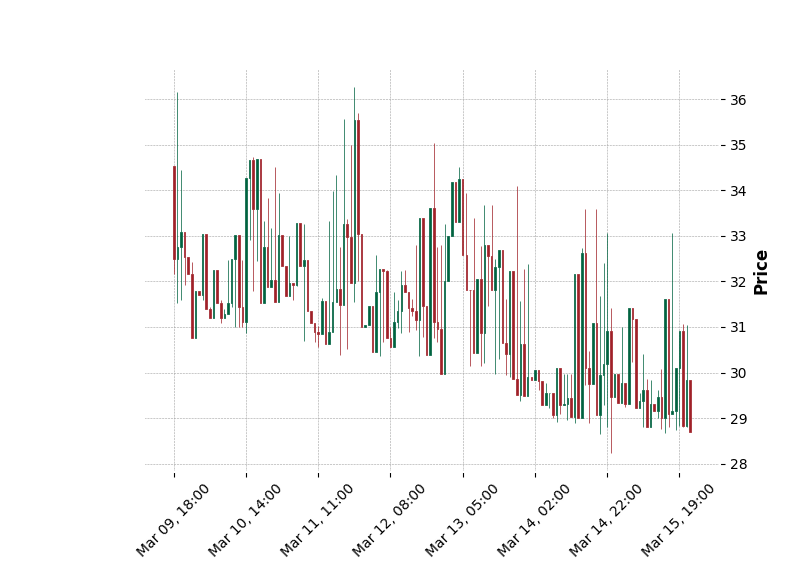 36
35
34
33
32
31
30
29
28
Price
Mar 09, 18:00
Mar 10, 14:00
Mar 11, 11:00
Mar 12, 08:00
Mar 13, 05:00
Mar 14, 02:00
Mar 14, 22:00
Mar 15, 19:00